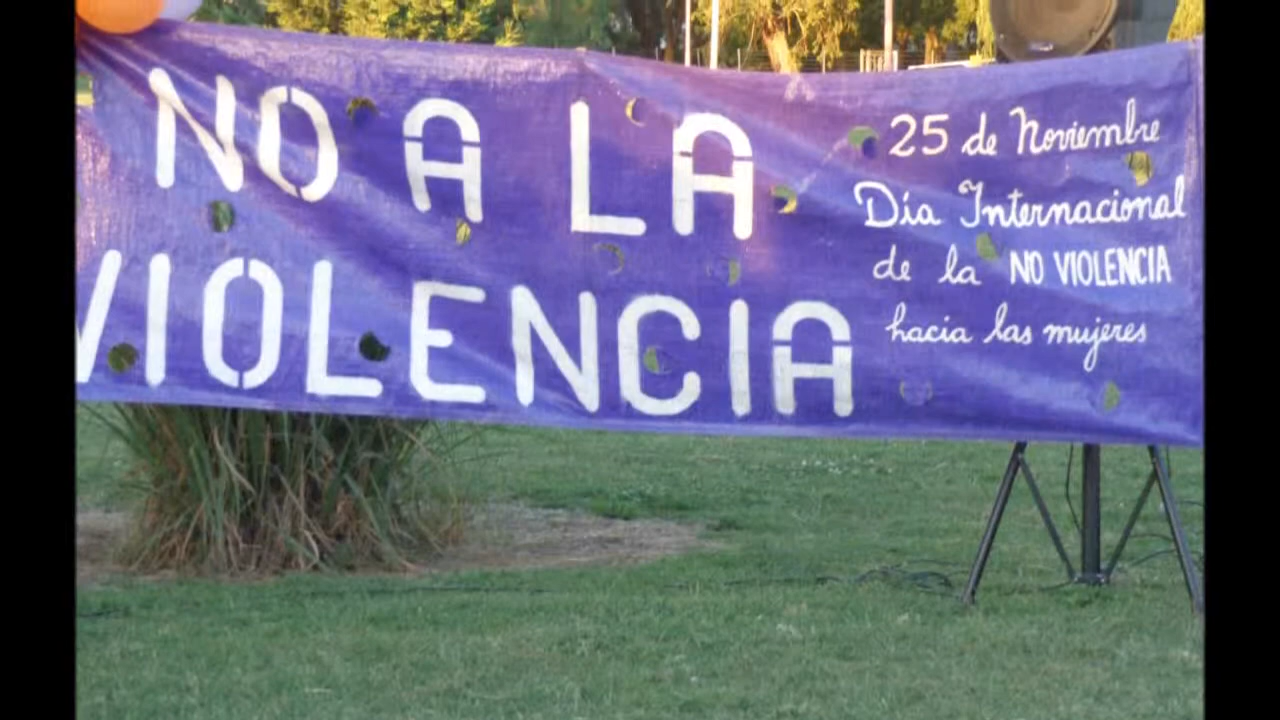 NO A LA
VIOLENCIA
25 de Noviembre
Día Internacional
de la NO VIOLENCIA
hacia las mujeres